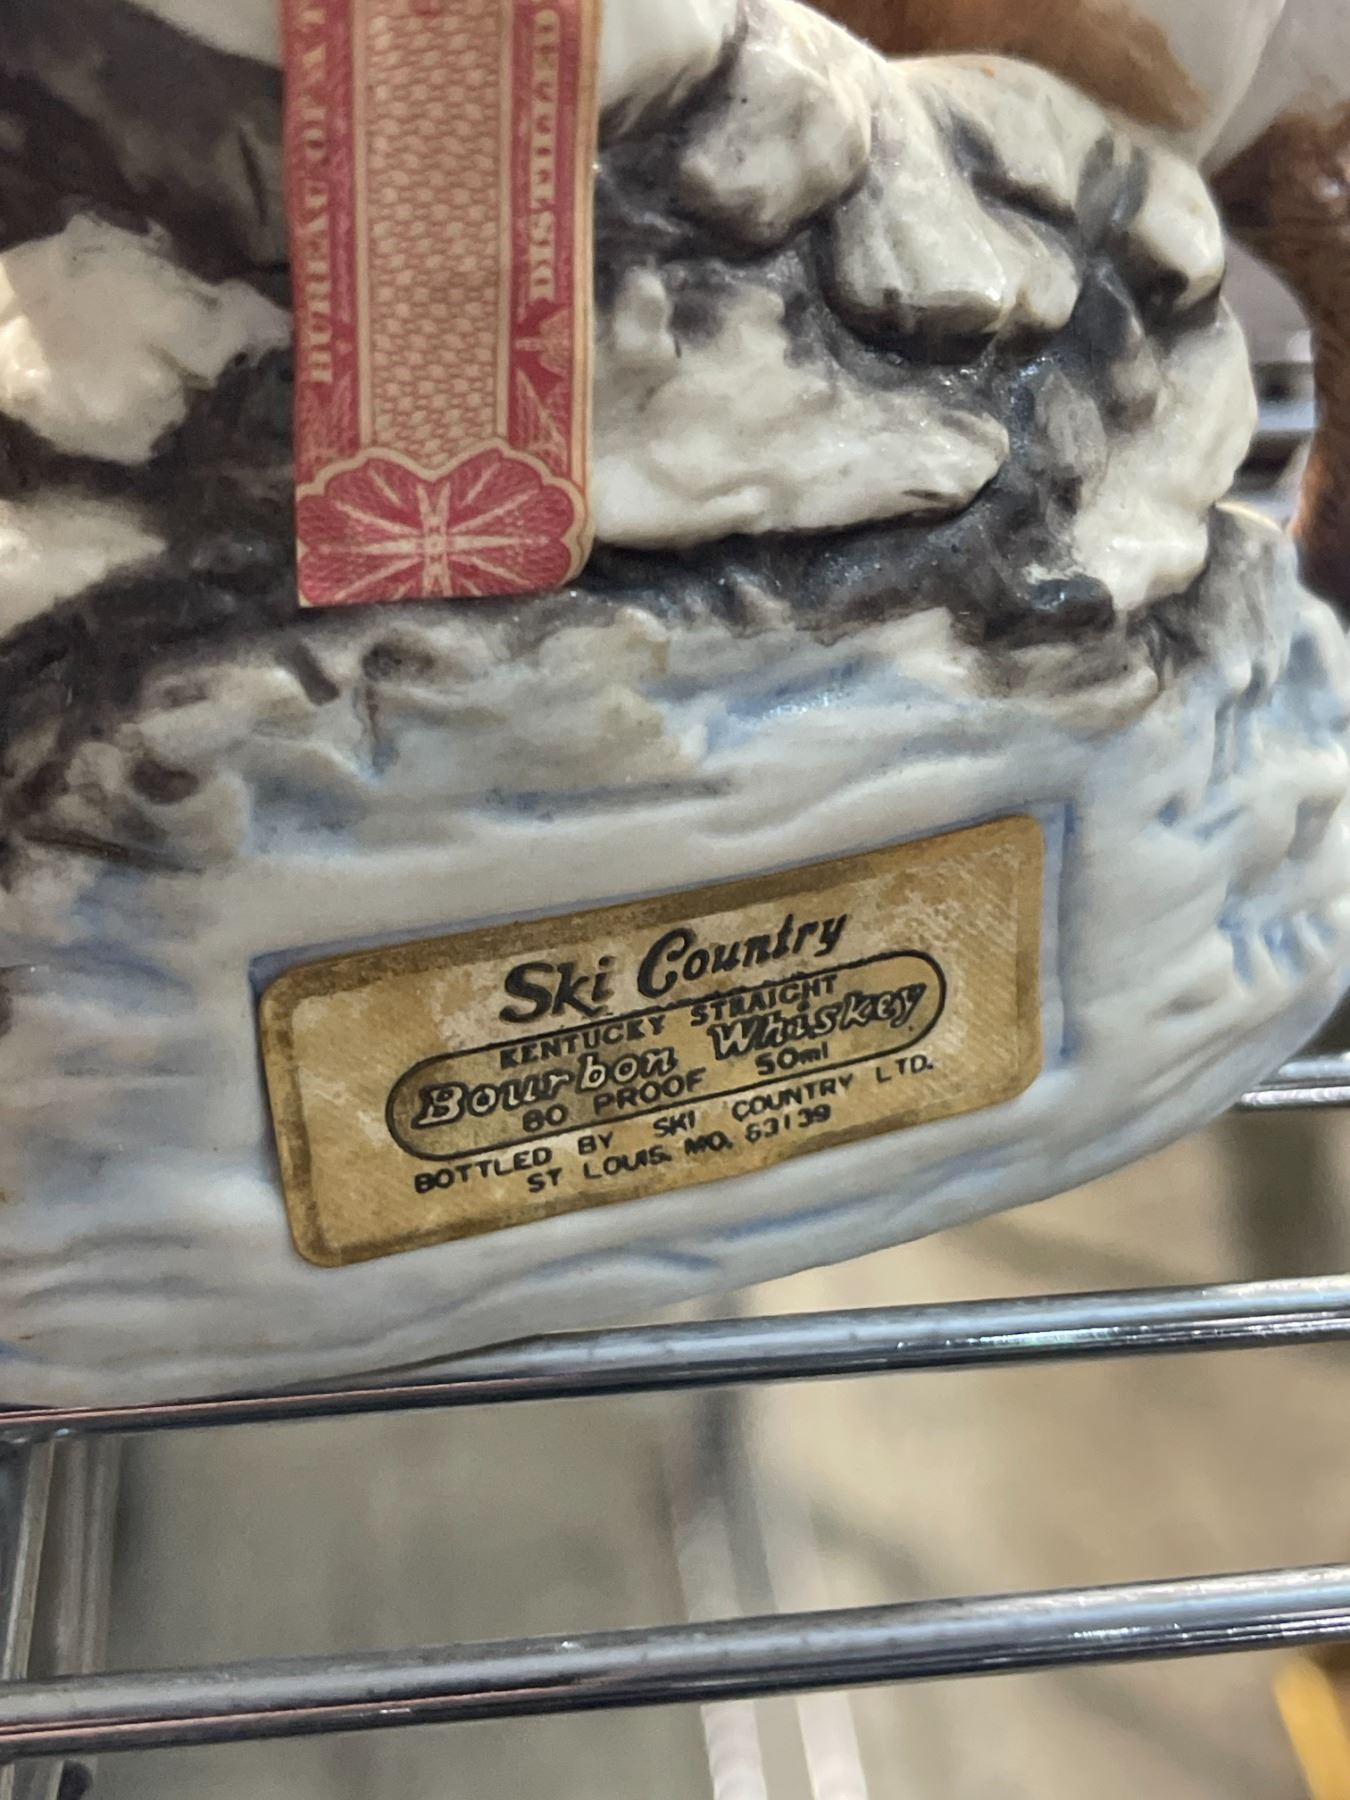 BUREAU OF A
DISTILLED
Ski Country
KENTUCKY STRAIGHT
Bourbon Whiskey
80 PROOF 50ml
BOTTLED BY SKI COUNTRY LTD.
ST LOUIS, MO. 63139